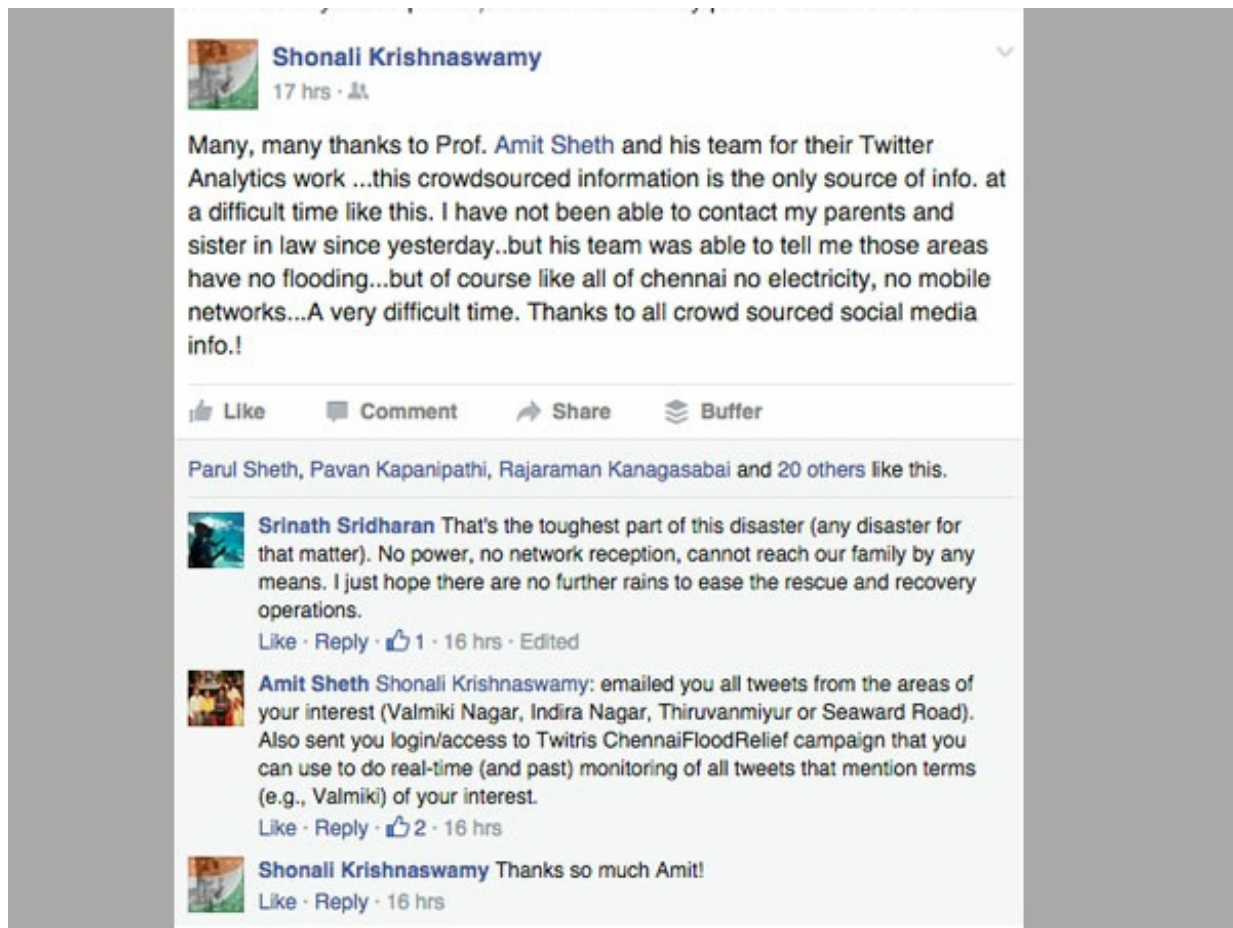 Shonali Krishnaswamy
17 hrs ·
Many, many thanks to Prof. Amit Sheth and his team for their Twitter
Analytics work ...this crowdsourced information is the only source of info. at
a difficult time like this. I have not been able to contact my parents and
sister in law since yesterday..but his team was able to tell me those areas
have no flooding...but of course like all of chennai no electricity, no mobile
networks...A very difficult time. Thanks to all crowd sourced social media
info.!
Like Comment Share Buffer
Parul Sheth, Pavan Kapanipathi, Rajaraman Kanagasabai and 20 others like this.
Srinath Sridharan That's the toughest part of this disaster (any disaster for
that matter). No power, no network reception, cannot reach our family by any
means. I just hope there are no further rains to ease the rescue and recovery
operations.
Like · Reply · 1 · 16 hrs · Edited
Amit Sheth Shonali Krishnaswamy: emailed you all tweets from the areas of
your interest (Valmiki Nagar, Indira Nagar, Thiruvanmiyur or Seaward Road).
Also sent you login/access to Twitris ChennaiFloodRelief campaign that you
can use to do real-time (and past) monitoring of all tweets that mention terms
(e.g., Valmiki) of your interest.
Like · Reply · 2 · 16 hrs
Shonali Krishnaswamy Thanks so much Amit!
Like · Reply · 16 hrs